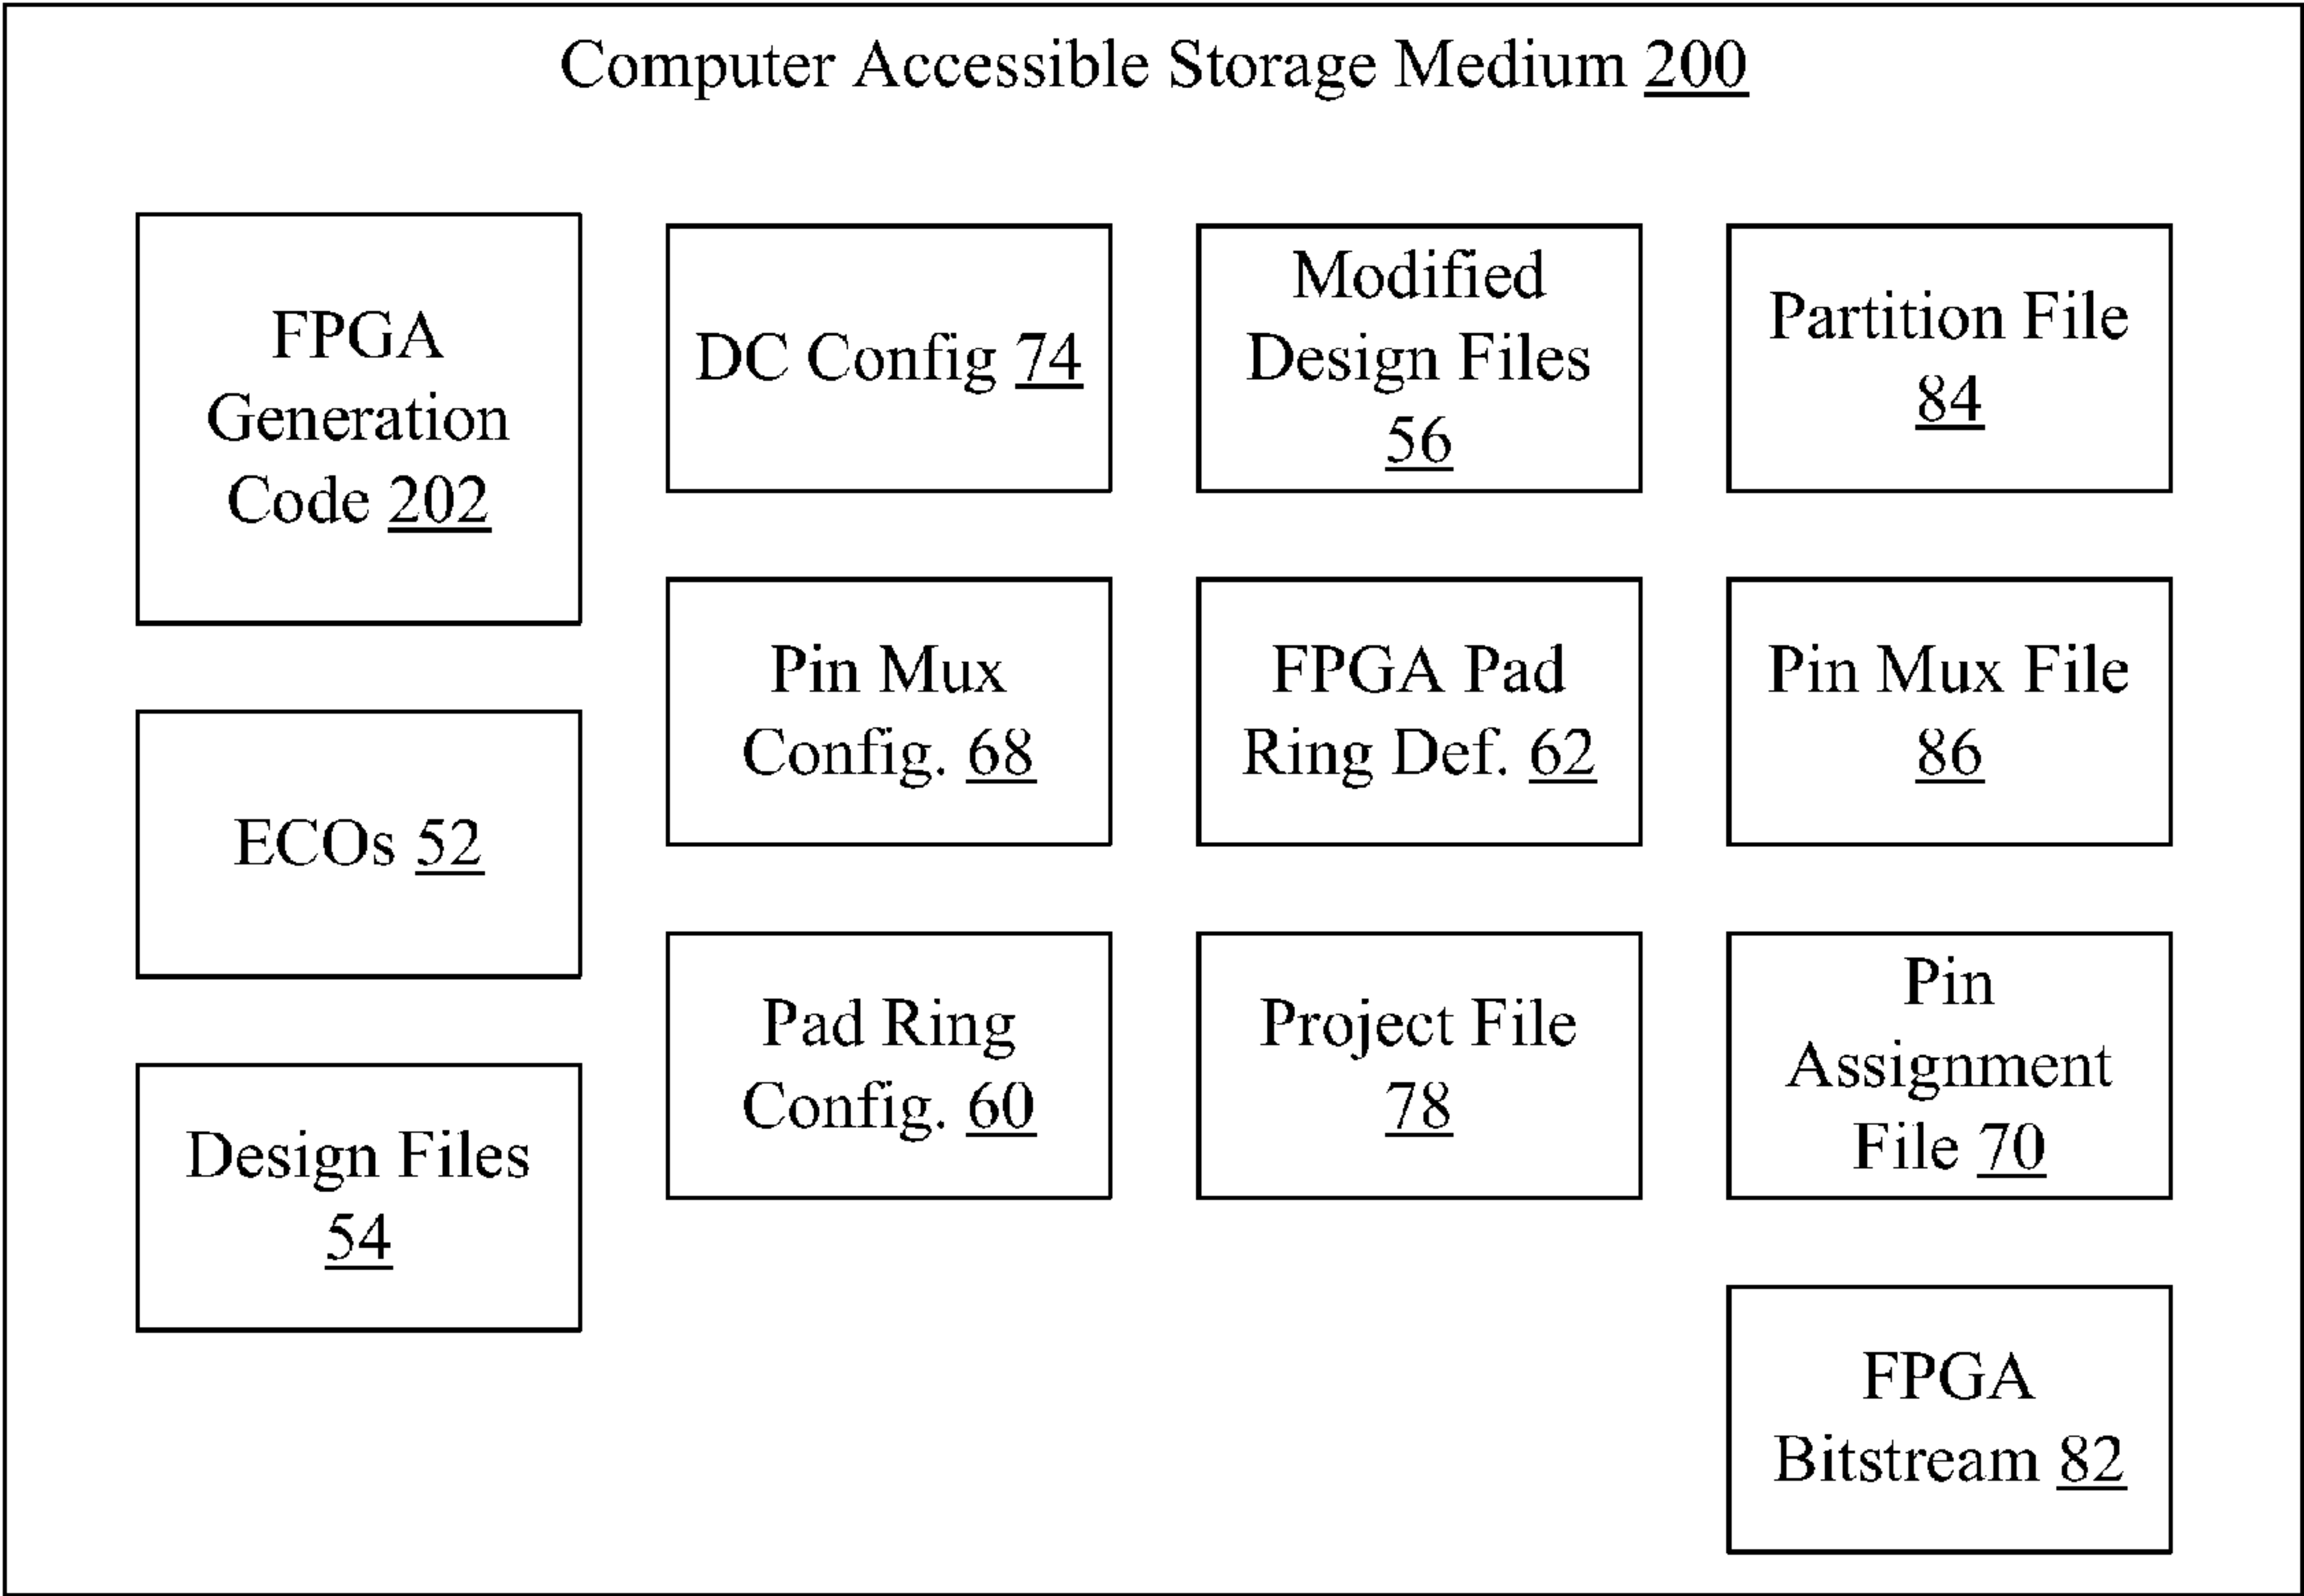 Computer Accessible Storage Medium 200
FPGA
Generation
Code 202
ECOs 52
Design Files
54
DC Config 74
Pin Mux
Config. 68
Pad Ring
Config. 60
Modified
Design Files
56
FPGA Pad
Ring Def. 62
Project File
78
Partition File
84
Pin Mux File
86
Pin
Assignment
File 70
FPGA
Bitstream 82